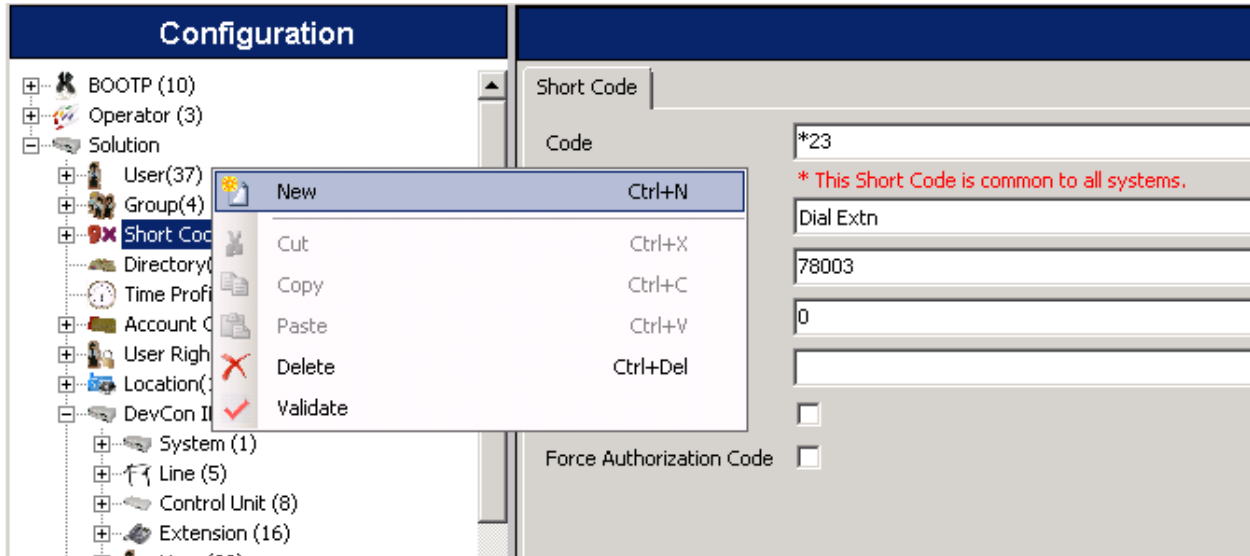 Configuration
BOOTP (10)
Operator (3)
Solution
User(37)
Group(4)
Short Cod
Directory(
Time Profi
Account C
User Righ
Location(1
DevCon I
System (1)
Line (5)
Control Unit (8)
Extension (16)
New Ctrl+N
Cut Ctrl+X
Copy Ctrl+C
Paste Ctrl+V
Delete Ctrl+Del
Validate
Short Code
Code *23
* This Short Code is common to all systems.
Dial Extn
78003
0
Force Authorization Code